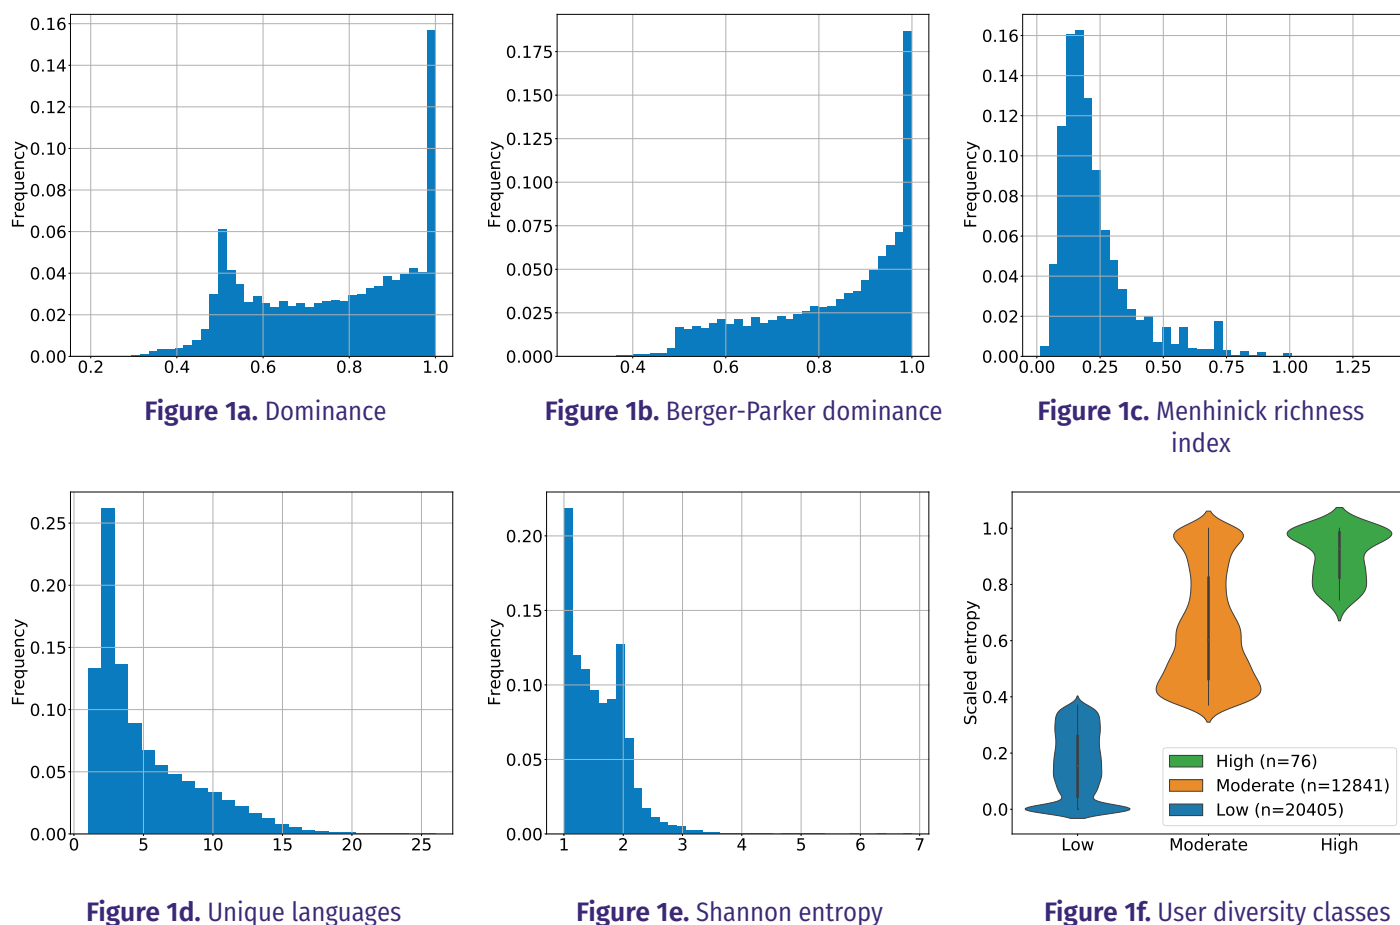 0.16
0.14
0.12
0.10
0.08
0.06
0.04
0.02
0.00
Frequency
0.2 0.4 0.6 0.8 1.0
Figure 1a. Dominance
0.175
0.150
0.125
0.100
0.075
0.050
0.025
0.000
Frequency
0.4 0.6 0.8 1.0
Figure 1b. Berger-Parker dominance
0.16
0.14
0.12
0.10
0.08
0.06
0.04
0.02
0.00
Frequency
0.00 0.25 0.50 0.75 1.00 1.25
Figure 1c. Menhinick richness
index
0.25
0.20
0.15
0.10
0.05
0.00
Frequency
0 5 10 15 20 25
Figure 1d. Unique languages
0.20
0.15
0.10
0.05
0.00
Frequency
1 2 3 4 5 6 7
Figure 1e. Shannon entropy
1.0
0.8
0.6
0.4
0.2
0.0
Scaled entropy
High (n=76)
Moderate (n=12841)
Low (n=20405)
Low Moderate High
Figure 1f. User diversity classes